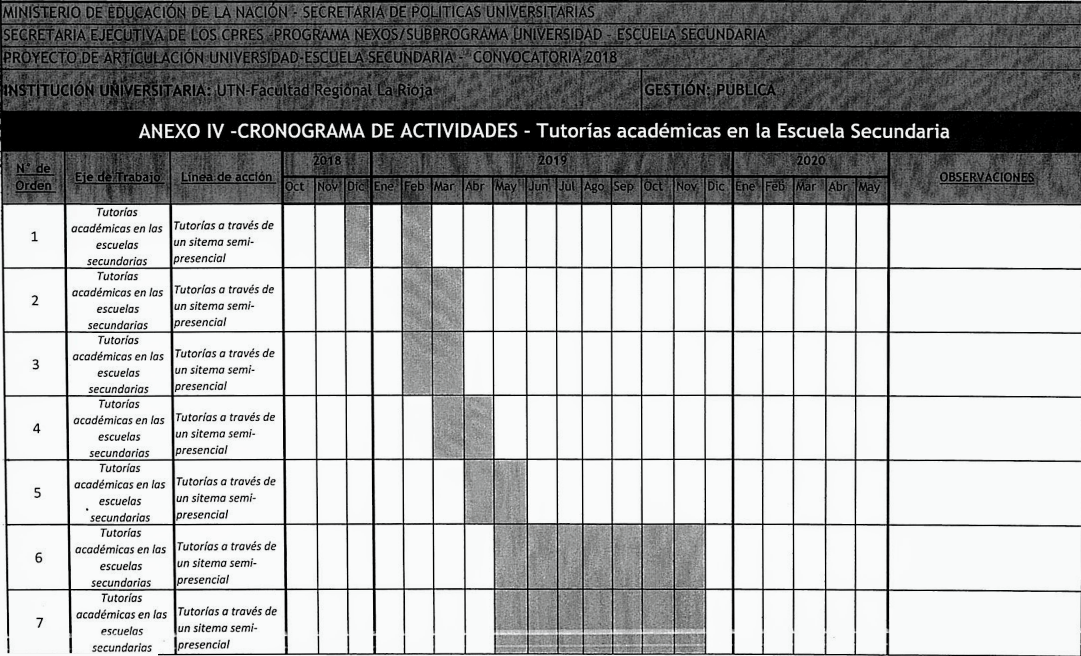 MINISTERIO DE EDUCACIÓN DE LA NACIÓN - SECRETARIA DE POLÍTICAS UNIVERSITARIAS
SECRETARIA EJECUTIVA DE LOS CPRES -PROGRAMA NEXOS/SUBPROGRAMA UNIVERSIDAD - ESCUELA SECUNDARIA
PROYECTO DE ARTICULACIÓN UNIVERSIDAD-ESCUELA SECUNDARIA - CONVOCATORIA 2018
INSTITUCIÓN UNIVERSITARIA: UTN-Facultad Regional La Rioja GESTIÓN: PÚBLICA
ANEXO IV -CRONOGRAMA DE ACTIVIDADES - Tutorías académicas en la Escuela Secundaria
N° de Orden Eje de Trabajo Línea de acción 2018 2019 2020 OBSERVACIONES
Oct Nov Dic Ene Feb Mar Abr May Jun Jul Ago Sep Oct Nov Dic Ene Feb Mar Abr May
1
Tutorías
académicas en las
escuelas
secundarias
Tutorías a través de
un sitema semi-
presencial
2
Tutorías
académicas en las
escuelas
secundarias
Tutorías a través de
un sitema semi-
presencial
3
Tutorías
académicas en las
escuelas
secundarias
Tutorías a través de
un sitema semi-
presencial
4
Tutorías
académicas en las
escuelas
secundarias
Tutorías a través de
un sitema semi-
presencial
5
Tutorías
académicas en las
escuelas
secundarias
Tutorías a través de
un sitema semi-
presencial
6
Tutorías
académicas en las
escuelas
secundarias
Tutorías a través de
un sitema semi-
presencial
7
Tutorías
académicas en las
escuelas
secundarias
Tutorías a través de
un sitema semi-
presencial